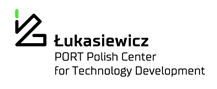 Łukasiewicz
PORT Polish Center
for Technology Development